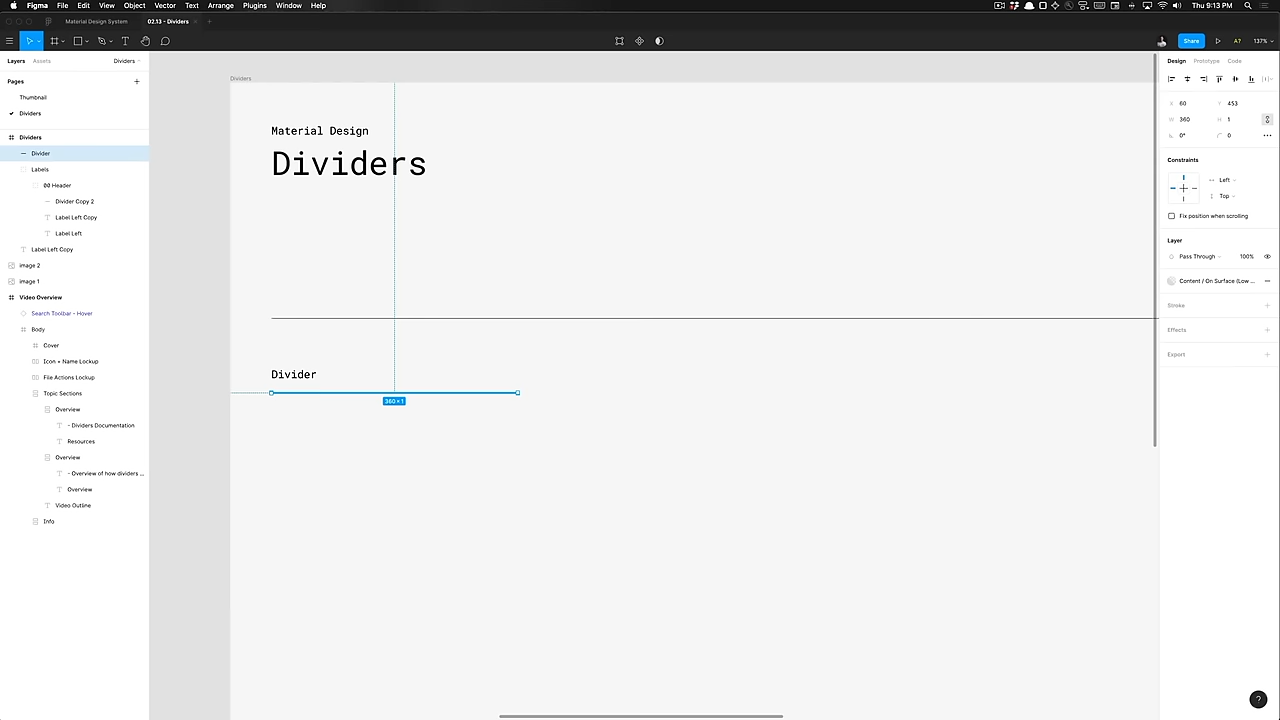 Figma File Edit View Object Vector Text Arrange Plugins Window Help Thu 9:13 PM
Material Design System 02.13 - Dividers
Share A? 137%
Layers Assets Dividers
Design Prototype Code
Pages
Thumbnail
Dividers
Dividers
Divider
Labels
00 Header
Divider Copy 2
Label Left Copy
Label Left
Label Left Copy
image 2
image 1
Video Overview
Search Toolbar - Hover
Body
Cover
Icon + Name Lockup
File Actions Lockup
Topic Sections
Overview
- Dividers Documentation
Resources
Overview
- Overview of how dividers ...
Overview
Video Outline
Info
Dividers
Material Design
Dividers
Divider
360 × 1
X 60 Y 453
W 360 H 1
0° 0
Constraints
Left
Top
Fix position when scrolling
Layer
Pass Through 100%
Content / On Surface (Low ...
Stroke
Effects
Export
?